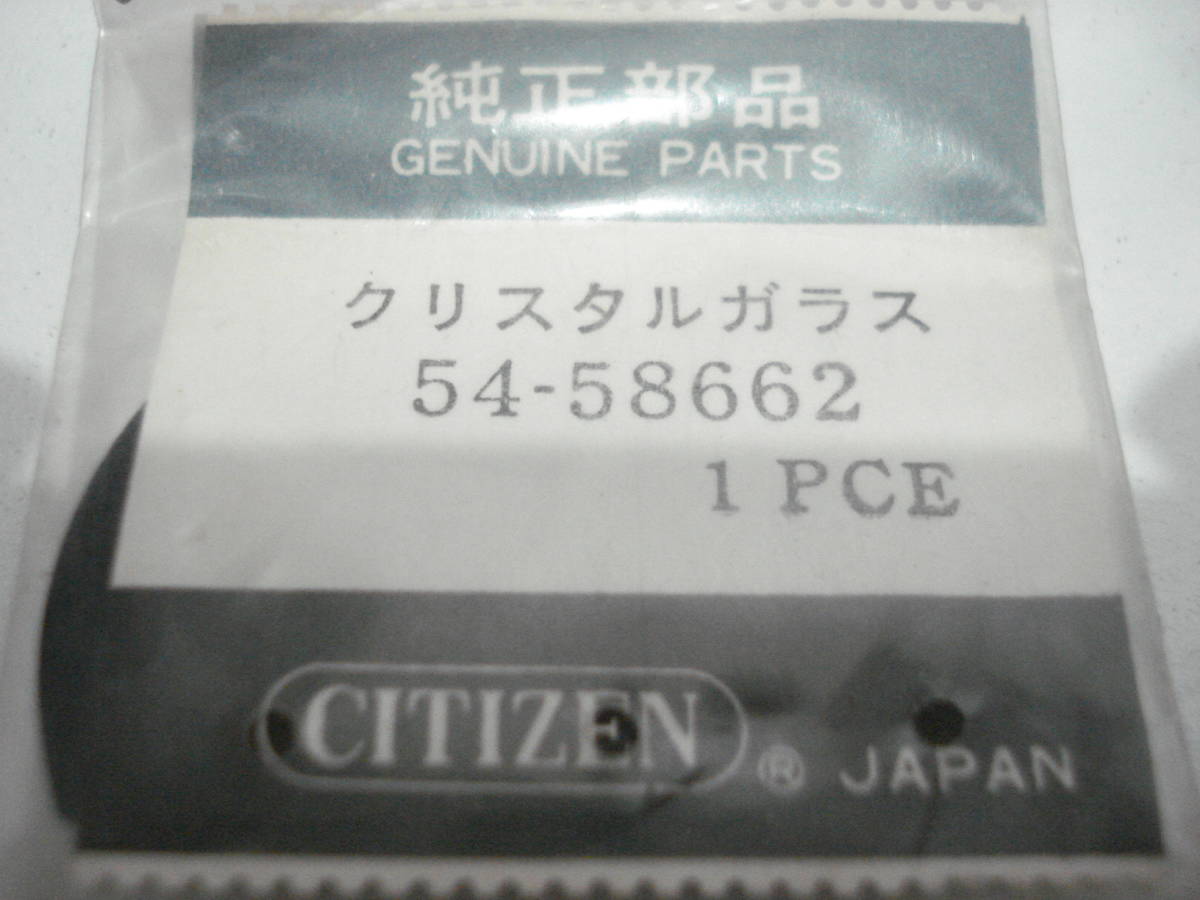 純正部品
GENUINE PARTS
クリスタルガラス
54-58662
1 PCE
CITIZEN ® JAPAN